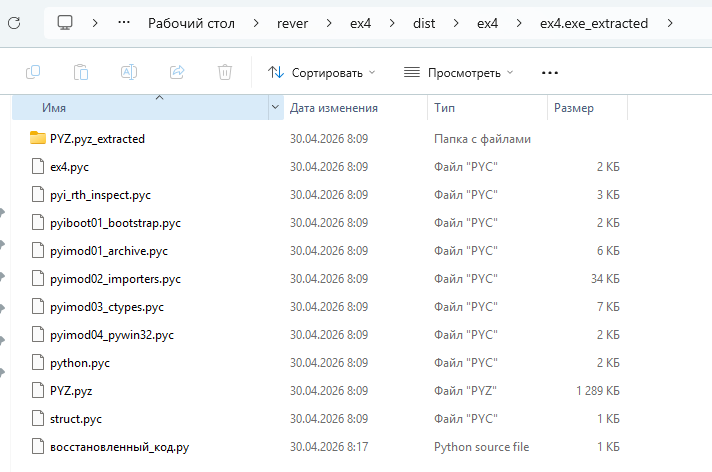 ··· Рабочий стол > rever > ex4 > dist > ex4 > ex4.exe_extracted >
Сортировать Просмотреть ···
Имя Дата изменения Тип Размер
PYZ.pyz_extracted 30.04.2026 8:09 Папка с файлами
ex4.pyc 30.04.2026 8:09 Файл "PYC" 2 КБ
pyi_rth_inspect.pyc 30.04.2026 8:09 Файл "PYC" 3 КБ
pyiboot01_bootstrap.pyc 30.04.2026 8:09 Файл "PYC" 2 КБ
pyimod01_archive.pyc 30.04.2026 8:09 Файл "PYC" 6 КБ
pyimod02_importers.pyc 30.04.2026 8:09 Файл "PYC" 34 КБ
pyimod03_ctypes.pyc 30.04.2026 8:09 Файл "PYC" 7 КБ
pyimod04_pywin32.pyc 30.04.2026 8:09 Файл "PYC" 2 КБ
python.pyc 30.04.2026 8:09 Файл "PYC" 2 КБ
PYZ.pyz 30.04.2026 8:09 Файл "PYZ" 1 289 КБ
struct.pyc 30.04.2026 8:09 Файл "PYC" 1 КБ
восстановленный_код.py 30.04.2026 8:17 Python source file 1 КБ